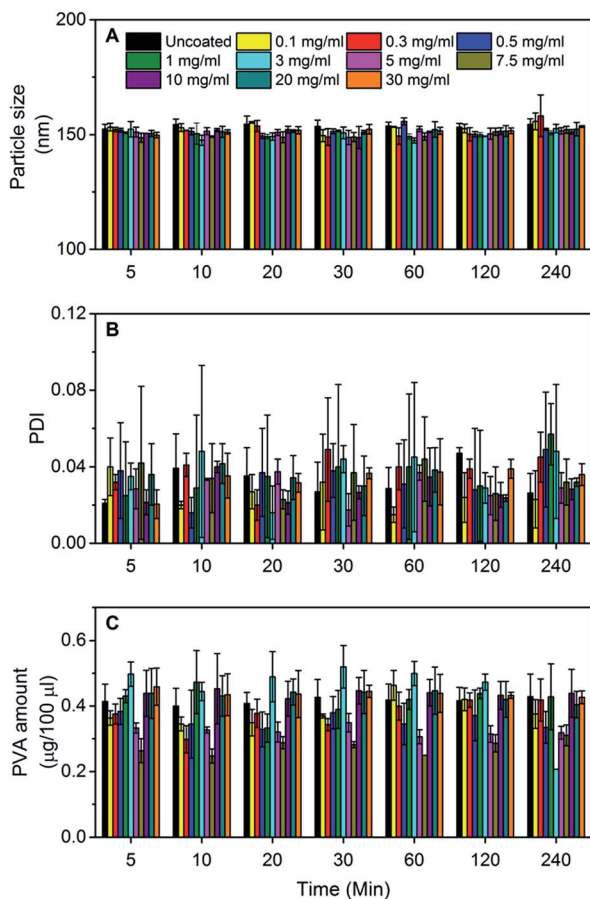 A
Uncoated 0.1 mg/ml 0.3 mg/ml 0.5 mg/ml
1 mg/ml 3 mg/ml 5 mg/ml 7.5 mg/ml
10 mg/ml 20 mg/ml 30 mg/ml
Particle size
(nm)
200
150
100
5 10 20 30 60 120 240
B
PDI
0.12
0.08
0.04
0.00
5 10 20 30 60 120 240
C
PVA amount
(µg/100 µl)
0.6
0.4
0.2
0.0
5 10 20 30 60 120 240
Time (Min)